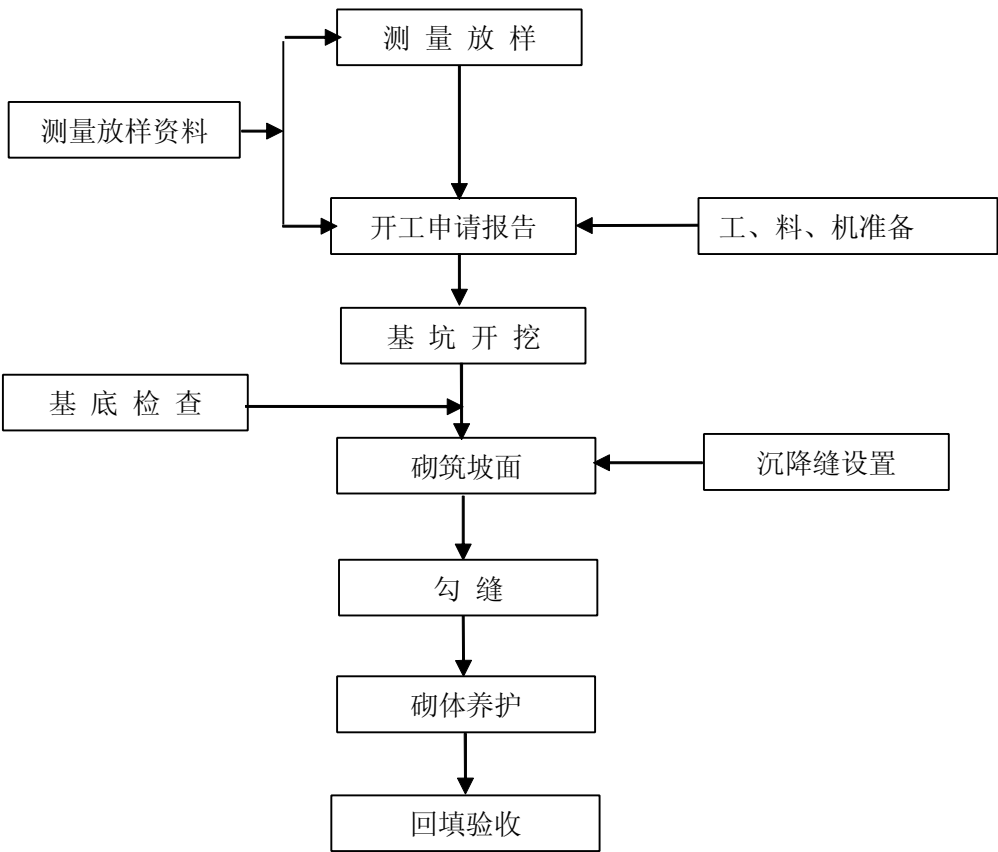 测 量 放 样
测量放样资料
开工申请报告
工、料、机准备
基 坑 开 挖
基 底 检 查
砌筑坡面
沉降缝设置
勾 缝
砌体养护
回填验收